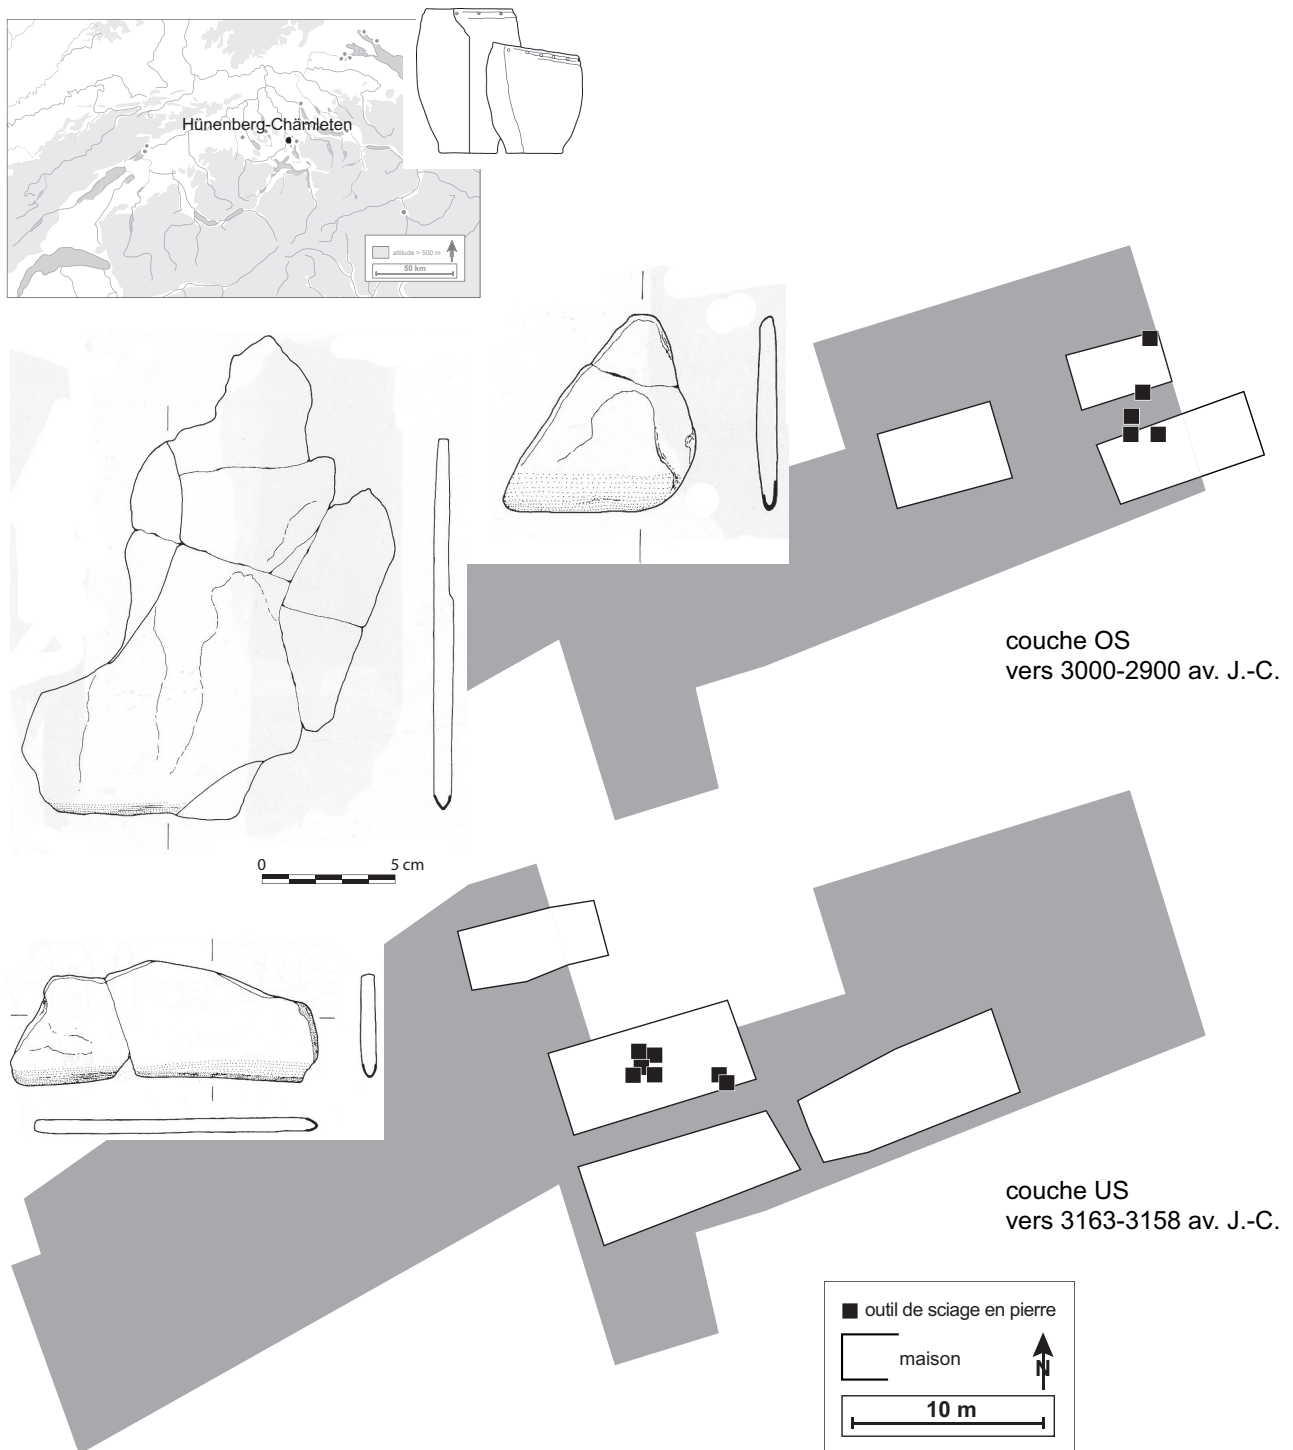 Hünenberg-Chämleten
altitude > 500 m
50 km
couche OS
vers 3000-2900 av. J.-C.
0 5 cm
couche US
vers 3163-3158 av. J.-C.
outil de sciage en pierre
maison
N
10 m